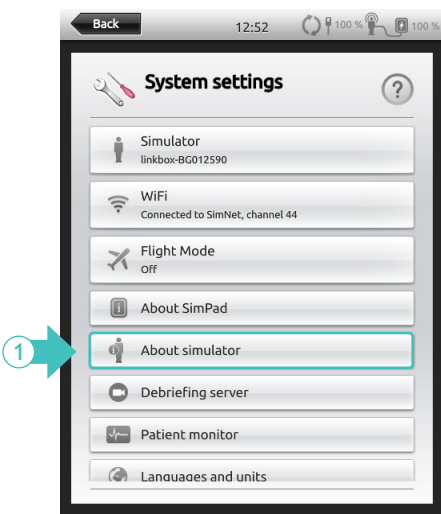 Back 12:52 100 % 100 %
System settings ?
Simulator
linkbox-BG012590
WiFi
Connected to SimNet, channel 44
Flight Mode
Off
About SimPad
1 About simulator
Debriefing server
Patient monitor
Languages and units